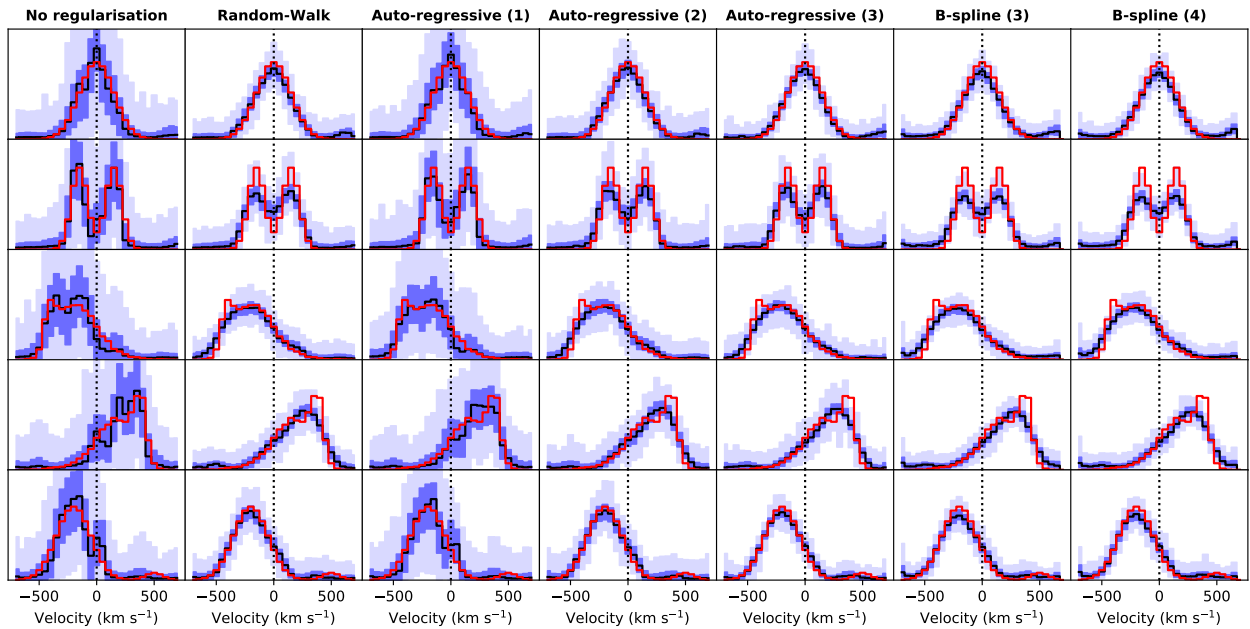 No regularisation Random-Walk Auto-regressive (1) Auto-regressive (2) Auto-regressive (3) B-spline (3) B-spline (4)
−500 0 500 −500 0 500 −500 0 500 −500 0 500 −500 0 500 −500 0 500 −500 0 500
Velocity (km s⁻¹) Velocity (km s⁻¹) Velocity (km s⁻¹) Velocity (km s⁻¹) Velocity (km s⁻¹) Velocity (km s⁻¹) Velocity (km s⁻¹)